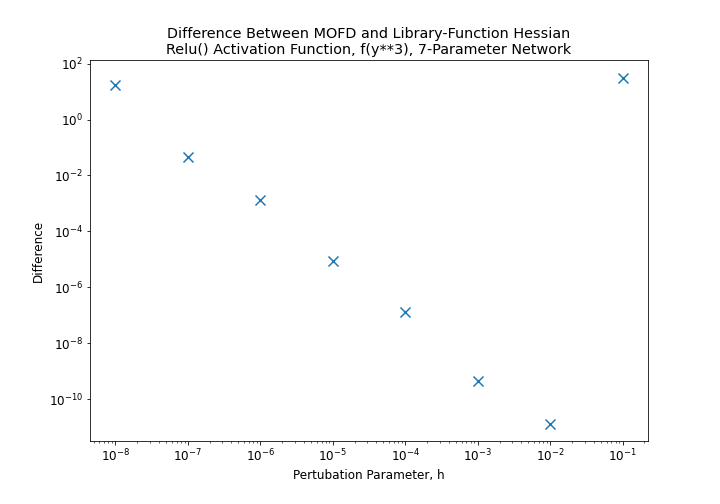 Difference Between MOFD and Library-Function Hessian
Relu() Activation Function, f(y**3), 7-Parameter Network
10^2
10^0
10^-2
10^-4
10^-6
10^-8
10^-10
Difference
10^-8 10^-7 10^-6 10^-5 10^-4 10^-3 10^-2 10^-1
Pertubation Parameter, h